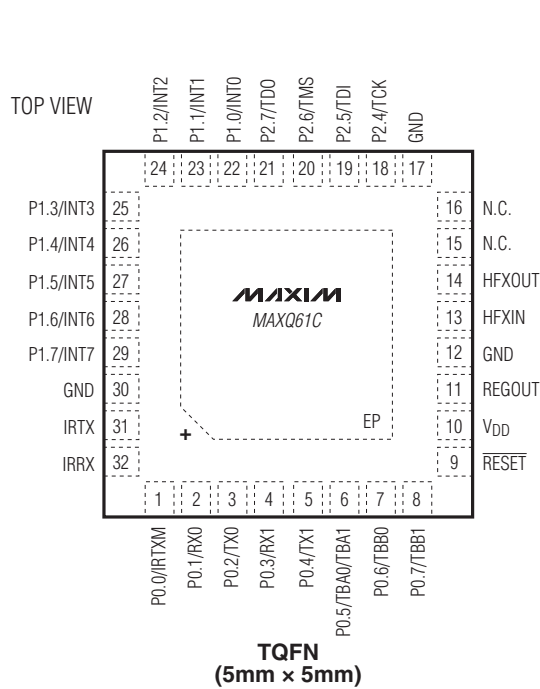 TOP VIEW
P1.2/INT2
P1.1/INT1
P1.0/INT0
P2.7/TDO
P2.6/TMS
P2.5/TDI
P2.4/TCK
GND
24 23 22 21 20 19 18 17
P1.3/INT3 25
P1.4/INT4 26
P1.5/INT5 27
P1.6/INT6 28
P1.7/INT7 29
GND 30
IRTX 31
IRRX 32
MAXIM
MAXQ61C
EP
+
16 N.C.
15 N.C.
14 HFXOUT
13 HFXIN
12 GND
11 REGOUT
10 VDD
9 RESET
1 2 3 4 5 6 7 8
P0.0/IRTXM
P0.1/RX0
P0.2/TX0
P0.3/RX1
P0.4/TX1
P0.5/TBA0/TBA1
P0.6/TBB0
P0.7/TBB1
TQFN
(5mm × 5mm)